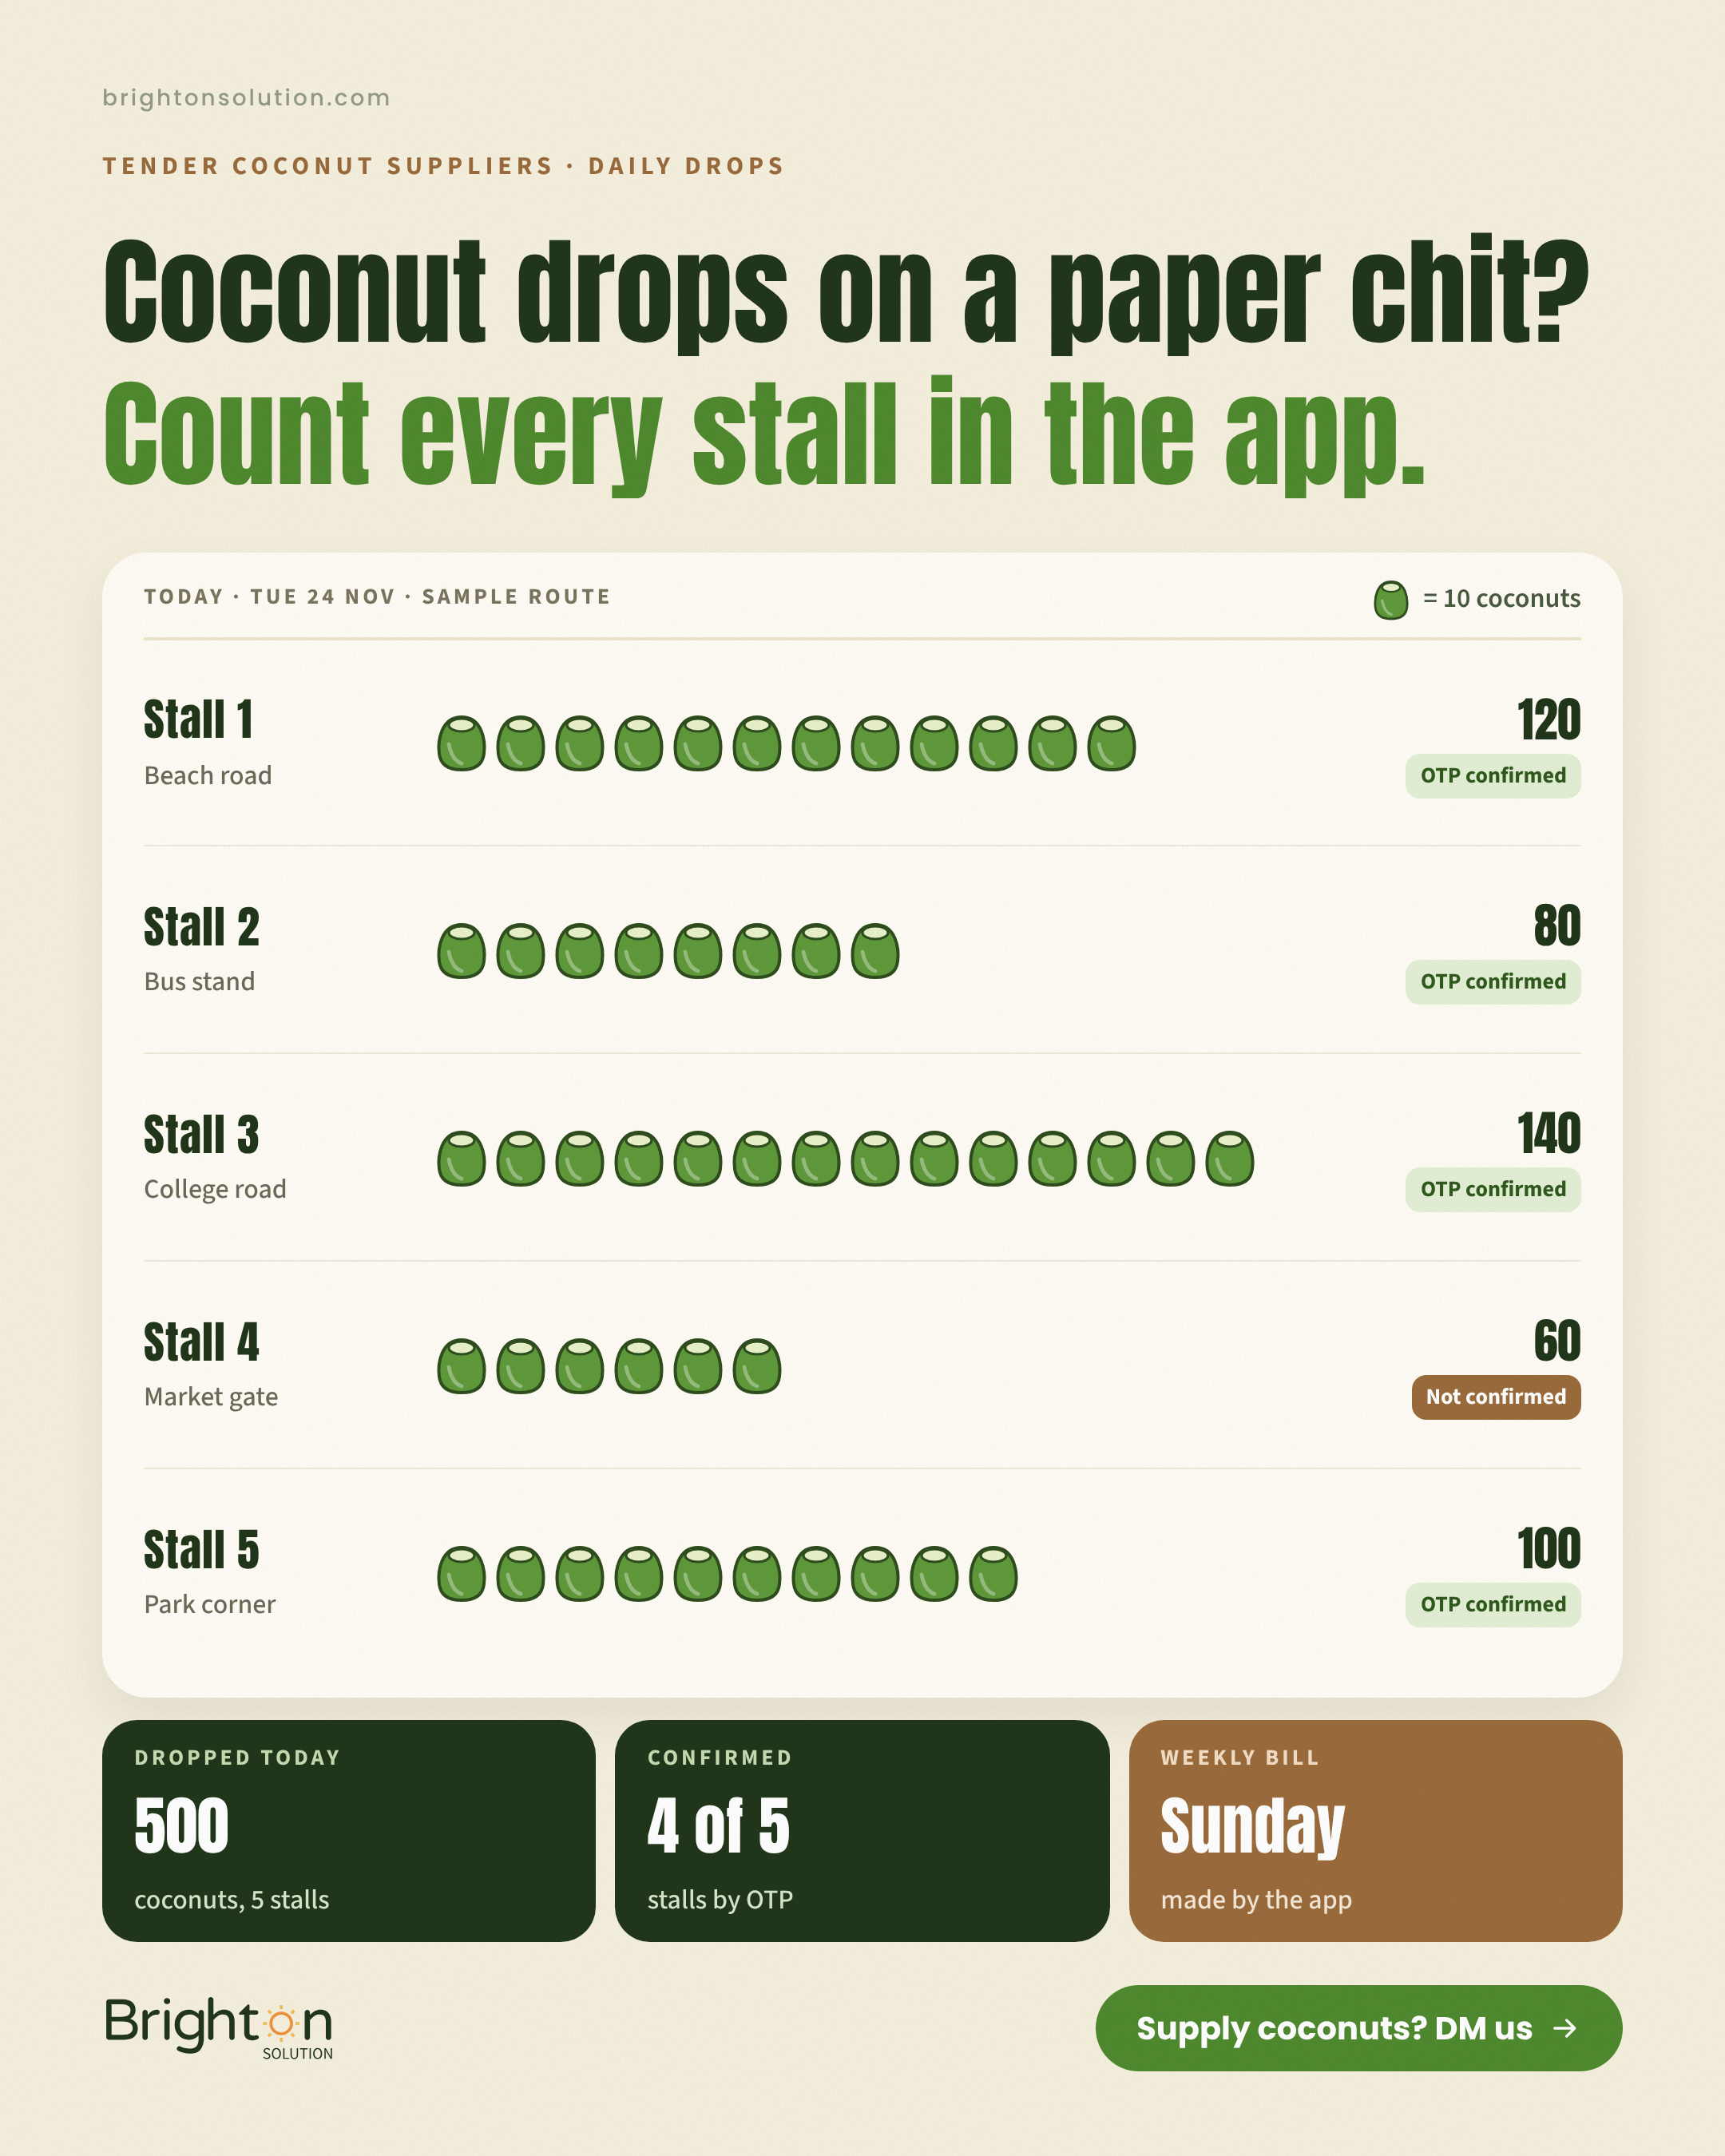 brightonsolution.com
TENDER COCONUT SUPPLIERS · DAILY DROPS
Coconut drops on a paper chit?
Count every stall in the app.
TODAY · TUE 24 NOV · SAMPLE ROUTE
= 10 coconuts
Stall 1
Beach road
120
OTP confirmed
Stall 2
Bus stand
80
OTP confirmed
Stall 3
College road
140
OTP confirmed
Stall 4
Market gate
60
Not confirmed
Stall 5
Park corner
100
OTP confirmed
DROPPED TODAY
500
coconuts, 5 stalls
CONFIRMED
4 of 5
stalls by OTP
WEEKLY BILL
Sunday
made by the app
Brighton
SOLUTION
Supply coconuts? DM us →